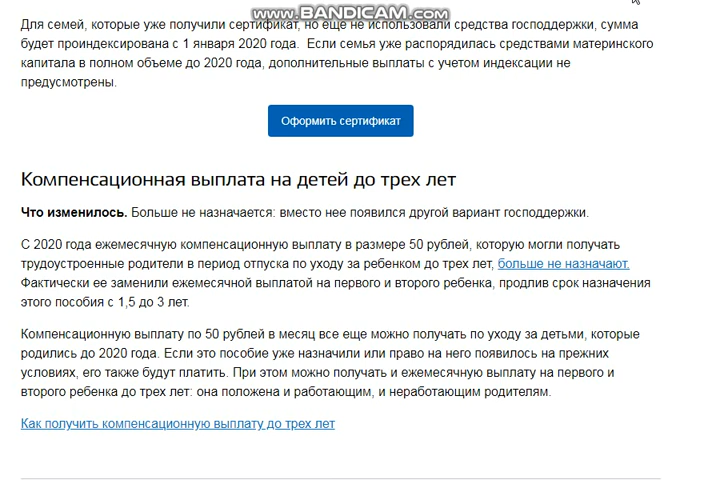 www.BANDICAM.com
Для семей, которые уже получили сертификат, но еще не использовали средства господдержки, сумма
будет проиндексирована с 1 января 2020 года. Если семья уже распорядилась средствами материнского
капитала в полном объеме до 2020 года, дополнительные выплаты с учетом индексации не
предусмотрены.
Оформить сертификат
Компенсационная выплата на детей до трех лет
Что изменилось. Больше не назначается: вместо нее появился другой вариант господдержки.
С 2020 года ежемесячную компенсационную выплату в размере 50 рублей, которую могли получать
трудоустроенные родители в период отпуска по уходу за ребенком до трех лет, больше не назначают.
Фактически ее заменили ежемесячной выплатой на первого и второго ребенка, продлив срок назначения
этого пособия с 1,5 до 3 лет.
Компенсационную выплату по 50 рублей в месяц все еще можно получать по уходу за детьми, которые
родились до 2020 года. Если это пособие уже назначили или право на него появилось на прежних
условиях, его также будут платить. При этом можно получать и ежемесячную выплату на первого и
второго ребенка до трех лет: она положена и работающим, и неработающим родителям.
Как получить компенсационную выплату до трех лет